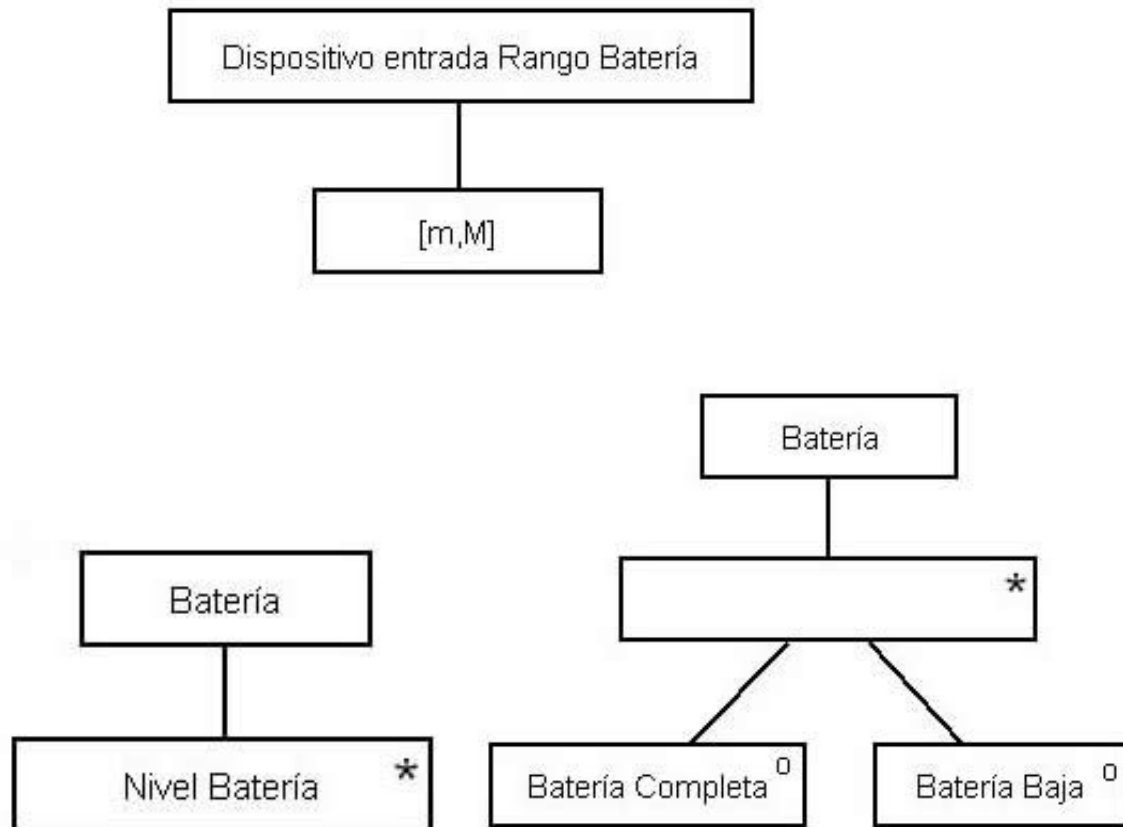 Dispositivo entrada Rango Batería
[m,M]
Batería
*
Batería
Nivel Batería *
Batería Completa o
Batería Baja o